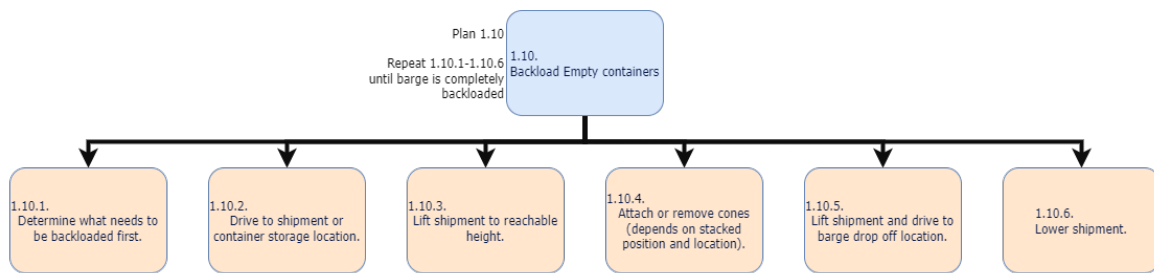 Plan 1.10
Repeat 1.10.1-1.10.6
until barge is completely
backloaded
1.10.
Backload Empty containers
1.10.1.
Determine what needs to
be backloaded first.
1.10.2.
Drive to shipment or
container storage location.
1.10.3.
Lift shipment to reachable
height.
1.10.4.
Attach or remove cones
(depends on stacked
position and location).
1.10.5.
Lift shipment and drive to
barge drop off location.
1.10.6.
Lower shipment.